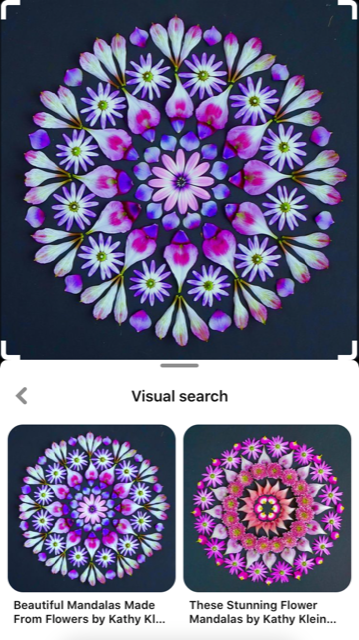 Visual search
Beautiful Mandalas Made
From Flowers by Kathy Kl...
These Stunning Flower
Mandalas by Kathy Klein...